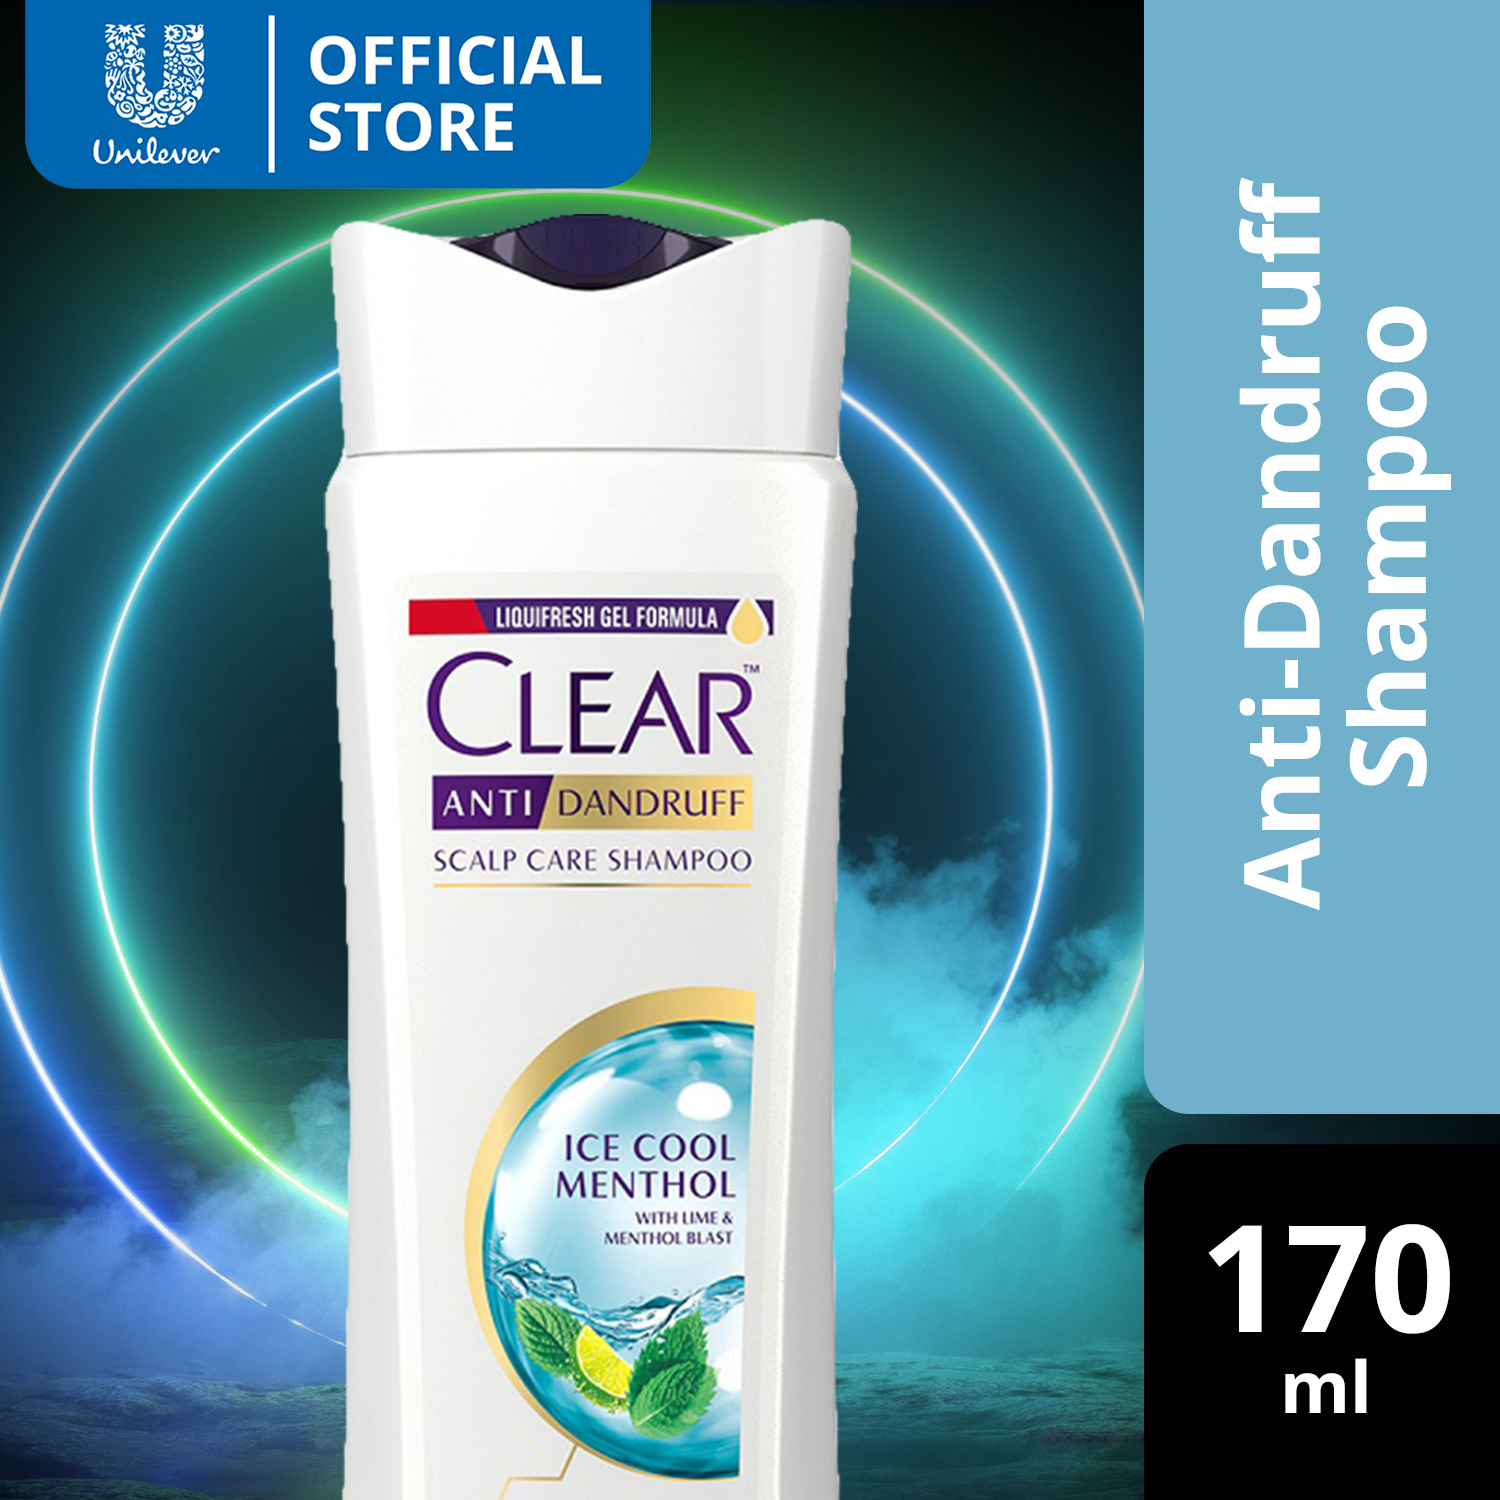 Unilever
OFFICIAL
STORE
LIQUIFRESH GEL FORMULA
CLEAR™
ANTI DANDRUFF
SCALP CARE SHAMPOO
ICE COOL
MENTHOL
WITH LIME &
MENTHOL BLAST
Anti-Dandruff
Shampoo
170
ml